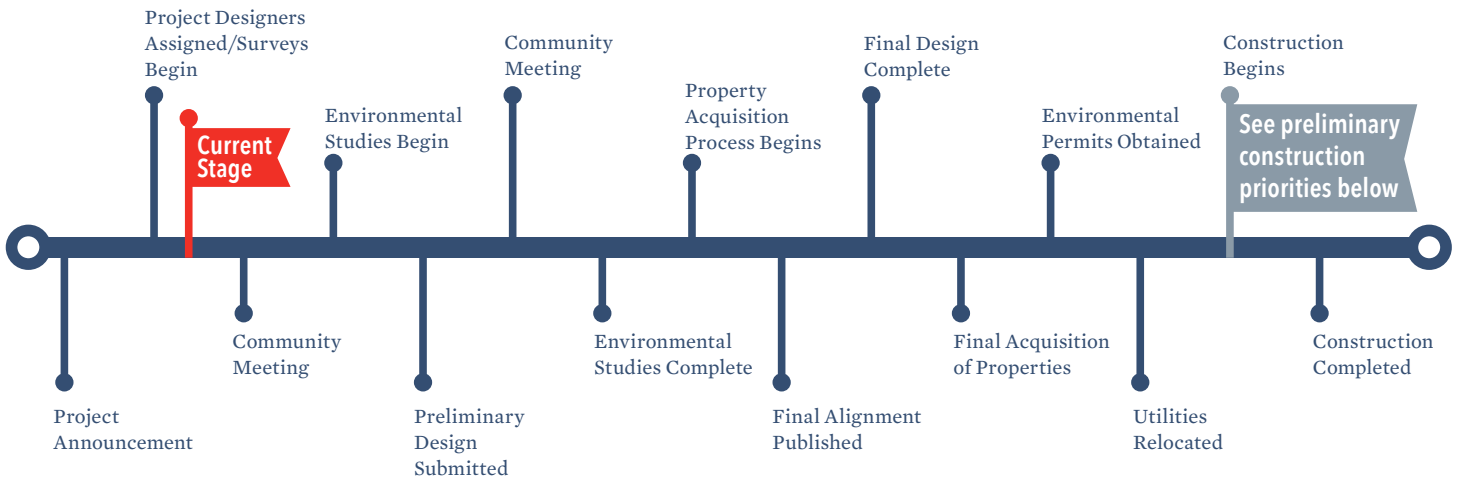 Project Designers
Assigned/Surveys
Begin
Current
Stage
Environmental
Studies Begin
Community
Meeting
Property
Acquisition
Process Begins
Final Design
Complete
Environmental
Permits Obtained
Construction
Begins
See preliminary
construction
priorities below
Project
Announcement
Community
Meeting
Preliminary
Design
Submitted
Environmental
Studies Complete
Final Alignment
Published
Final Acquisition
of Properties
Utilities
Relocated
Construction
Completed